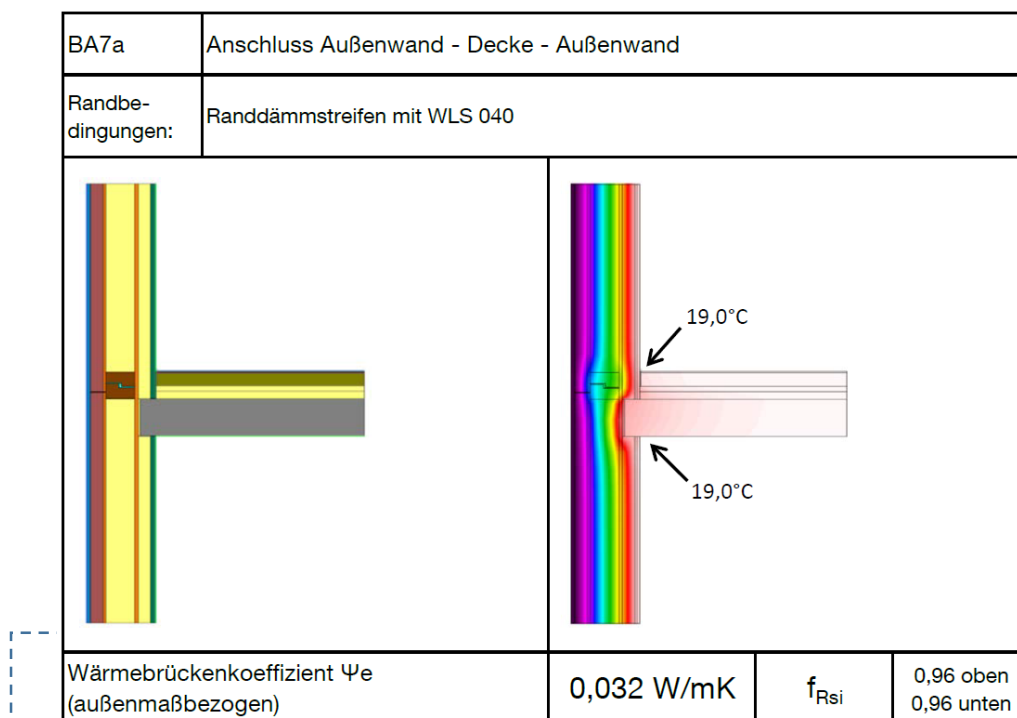 BA7a
Anschluss Außenwand - Decke - Außenwand
Randbe-
dingungen:
Randdämmstreifen mit WLS 040
19,0°C
19,0°C
Wärmebrückenkoeffizient Ψe
(außenmaßbezogen)
0,032 W/mK
fRsi
0,96 oben
0,96 unten